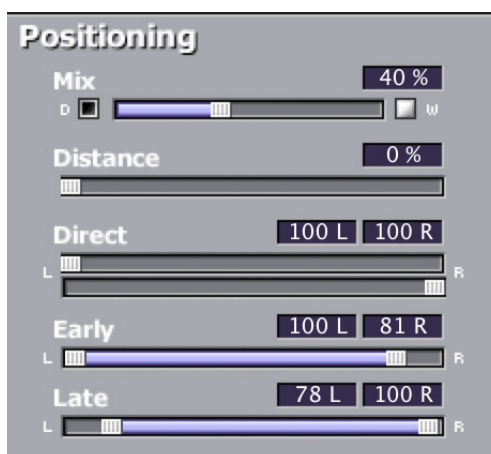 Positioning
Mix 40 %
D W
Distance 0 %
Direct 100 L 100 R
L R
Early 100 L 81 R
L R
Late 78 L 100 R
L R